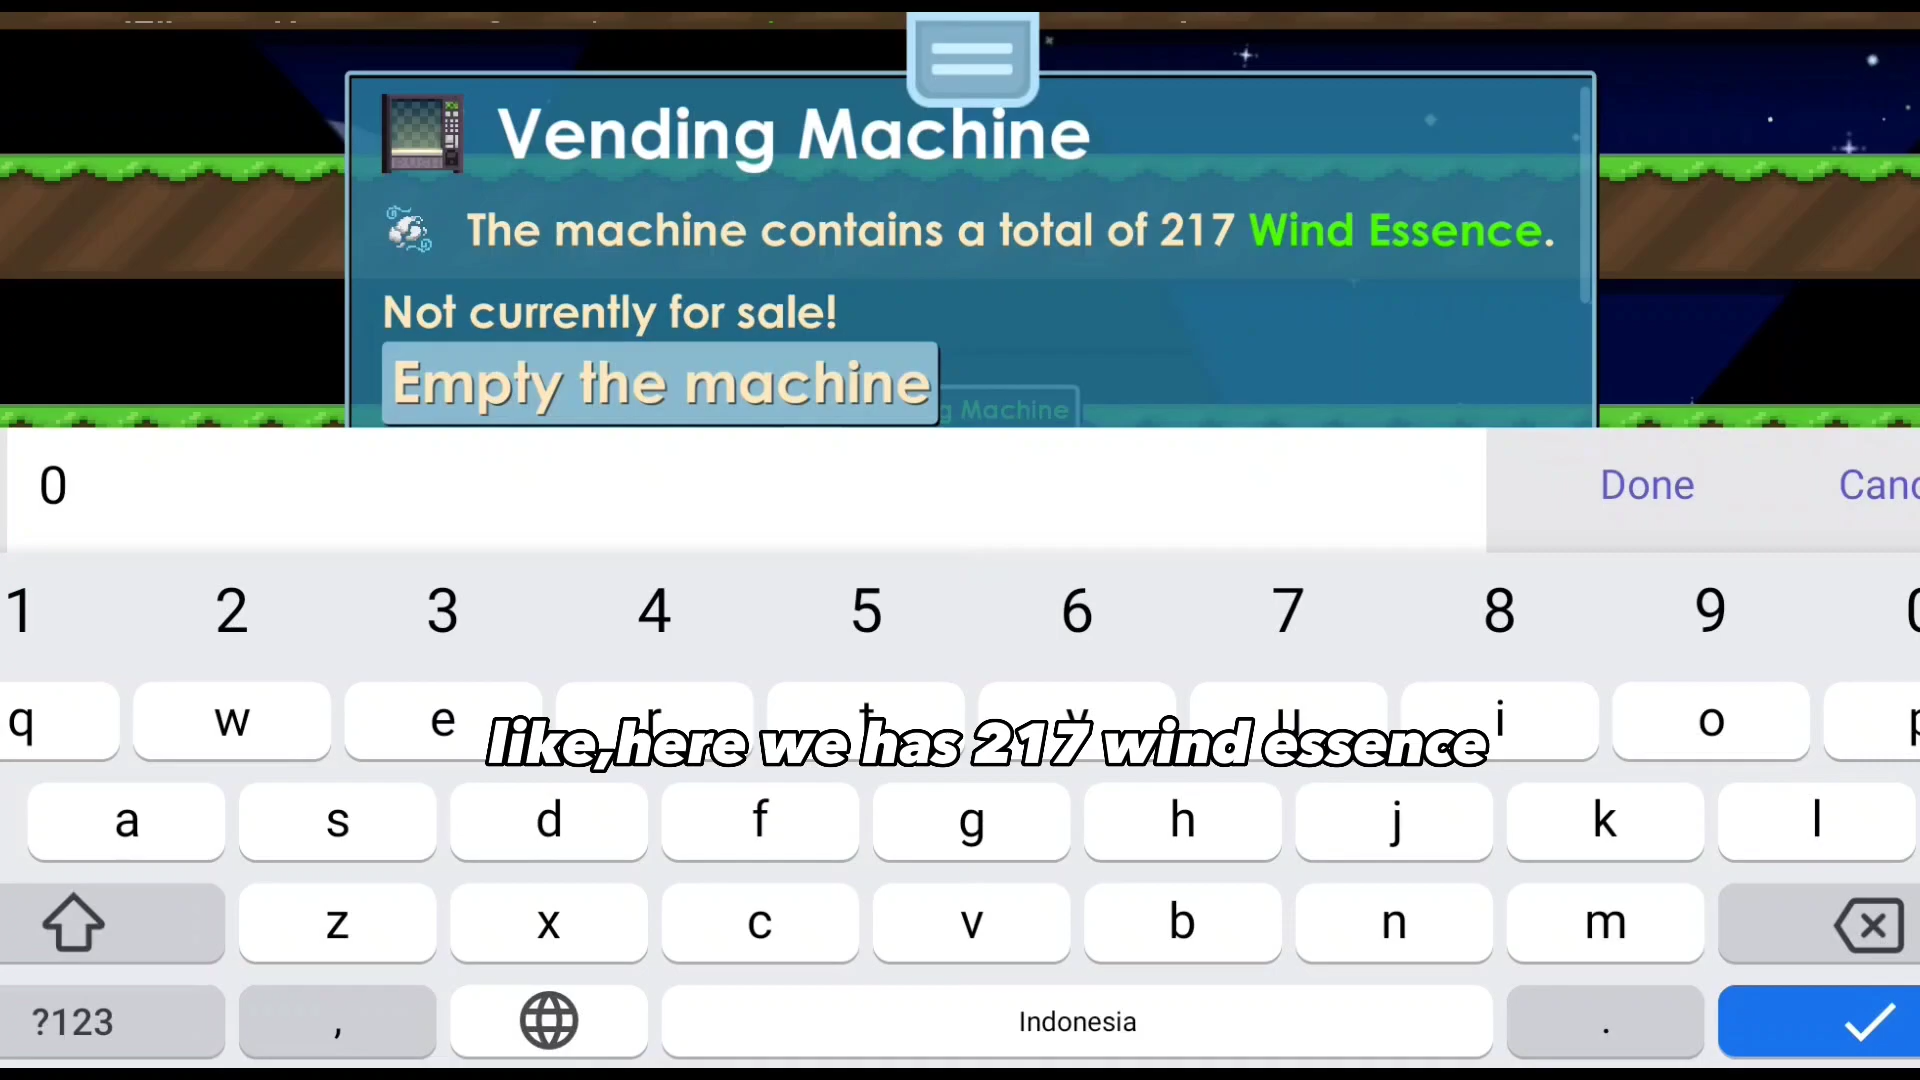 Vending Machine
The machine contains a total of 217 Wind Essence.
Not currently for sale!
Empty the machine
g Machine
0
Done
Canc
1 2 3 4 5 6 7 8 9 0
q w e r t y u i o p
like,here we has 217 wind essence
a s d f g h j k l
z x c v b n m
?123 , Indonesia .